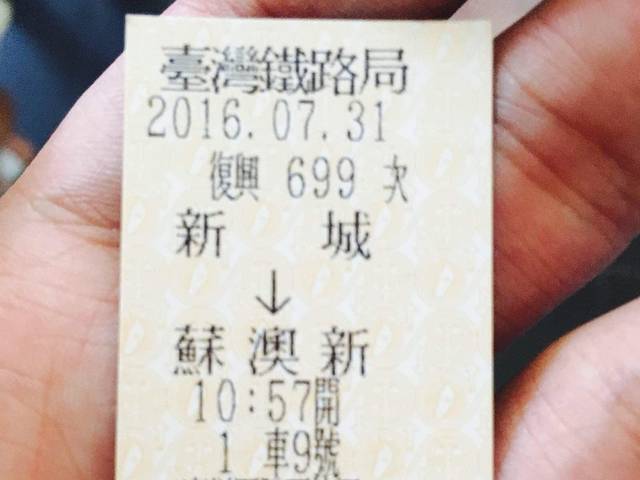 臺灣鐵路局
2016.07.31
復興 699 次
新 城
↓
蘇 澳 新
10:57開
1 車9號